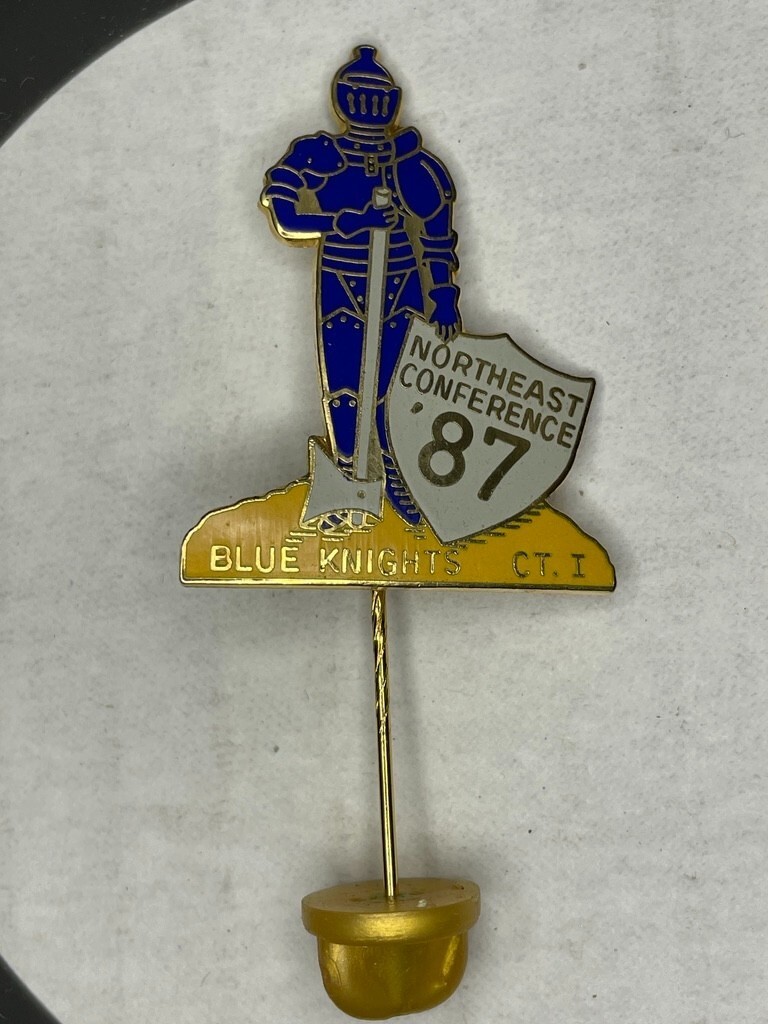 NORTHEAST
CONFERENCE
'87
BLUE KNIGHTS CT. I